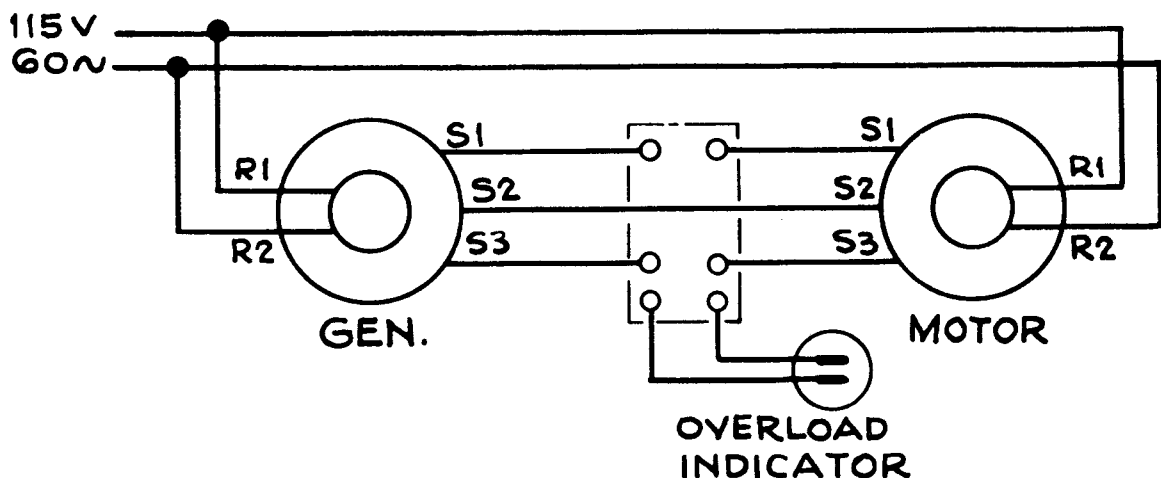 115V
60~
S1
S1
R1
R1
S2
S2
R2
S3
S3
R2
GEN.
MOTOR
OVERLOAD
INDICATOR